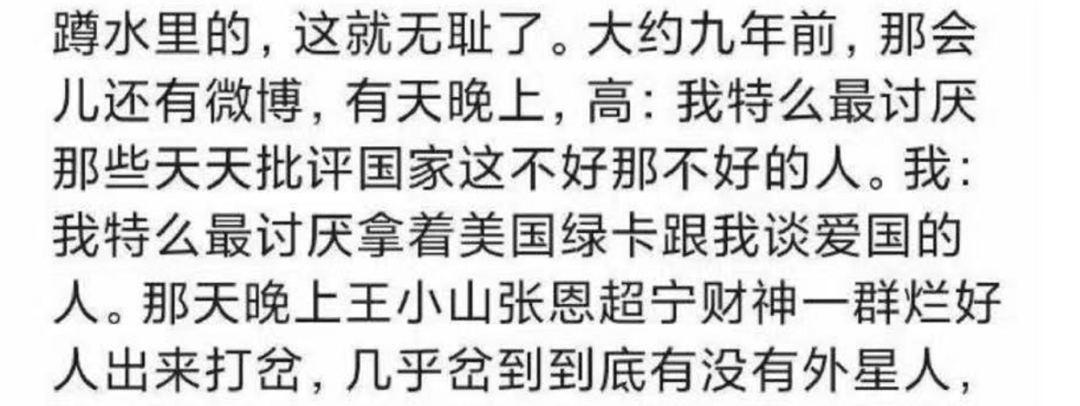 蹲水里的，这就无耻了。大约九年前，那会
儿还有微博，有天晚上，高：我特么最讨厌
那些天天批评国家这不好那不好的人。我：
我特么最讨厌拿着美国绿卡跟我谈爱国的
人。那天晚上王小山张恩超宁财神一群烂好
人出来打岔，几乎岔到到底有没有外星人，